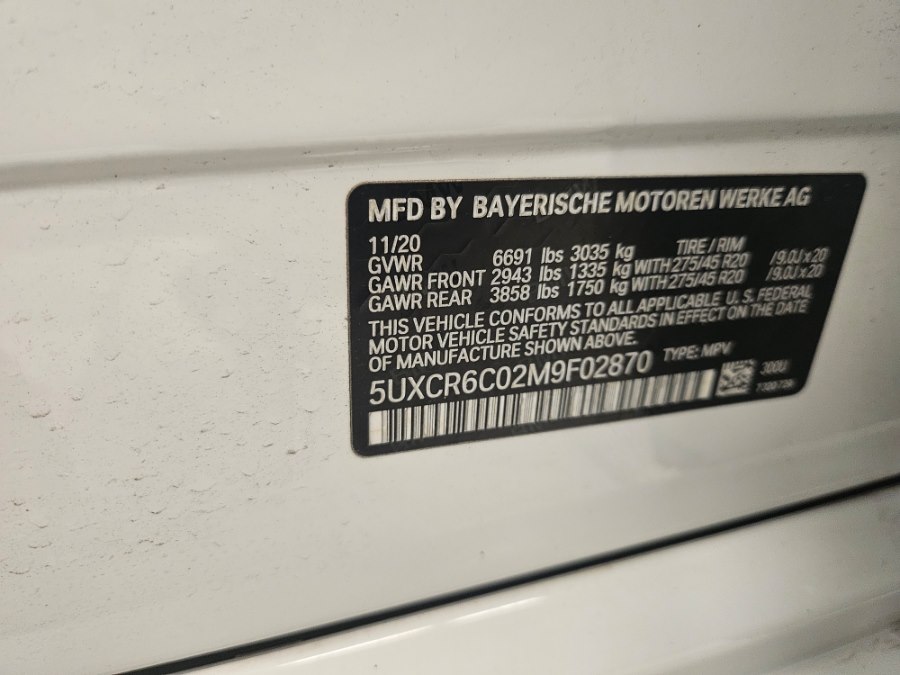 MFD BY BAYERISCHE MOTOREN WERKE AG
11/20 TIRE / RIM
GVWR 6691 lbs 3035 kg
GAWR FRONT 2943 lbs 1335 kg WITH 275/45 R20 /9.0J x 20
GAWR REAR 3858 lbs 1750 kg WITH 275/45 R20 /9.0J x 20
THIS VEHICLE CONFORMS TO ALL APPLICABLE U.S. FEDERAL
MOTOR VEHICLE SAFETY STANDARDS IN EFFECT ON THE DATE
OF MANUFACTURE SHOWN ABOVE.
5UXCR6C02M9F02870 TYPE: MPV
300U